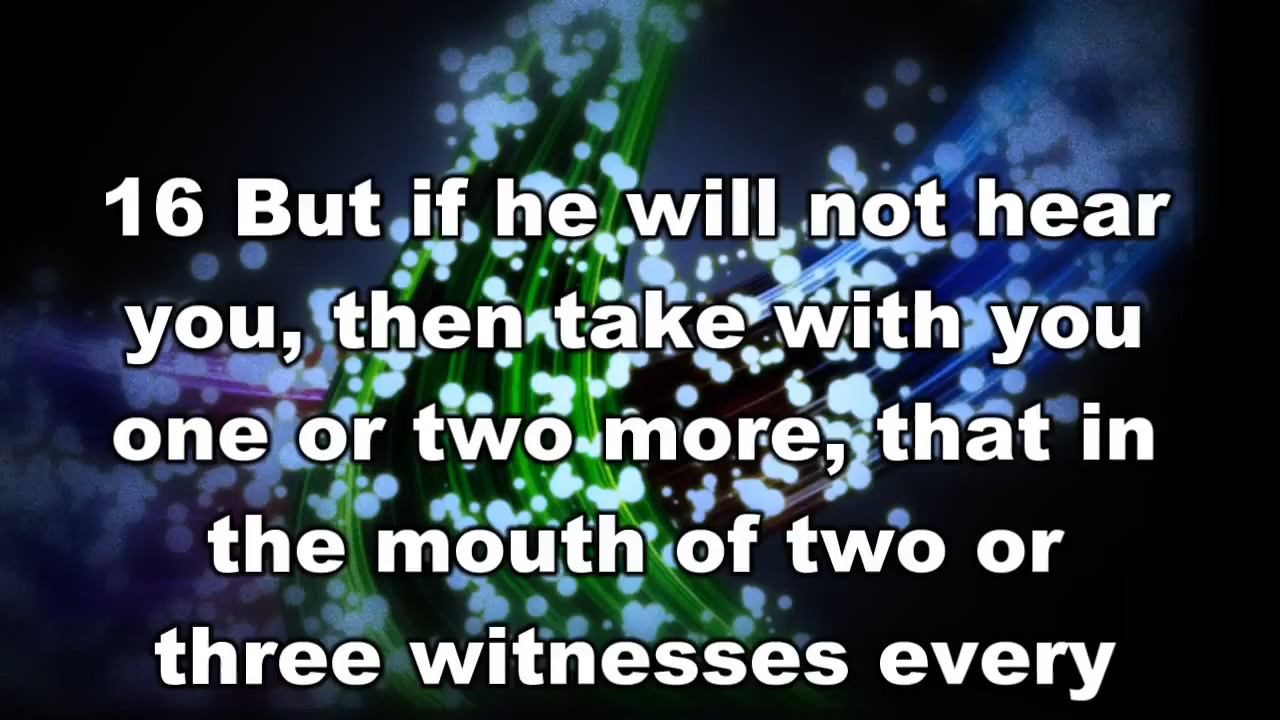 16 But if he will not hear
you, then take with you
one or two more, that in
the mouth of two or
three witnesses every